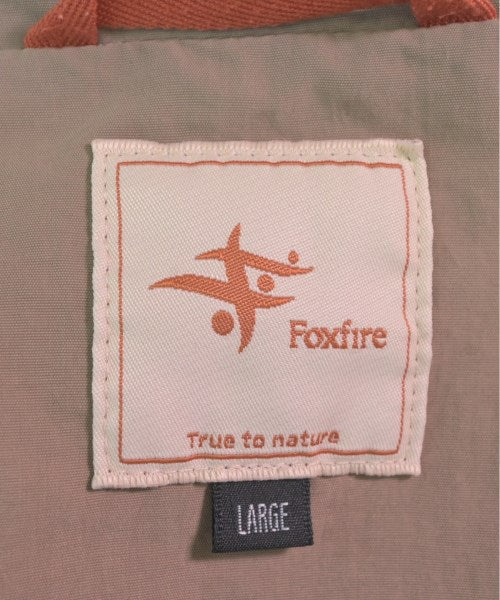 Foxfire
True to nature
LARGE